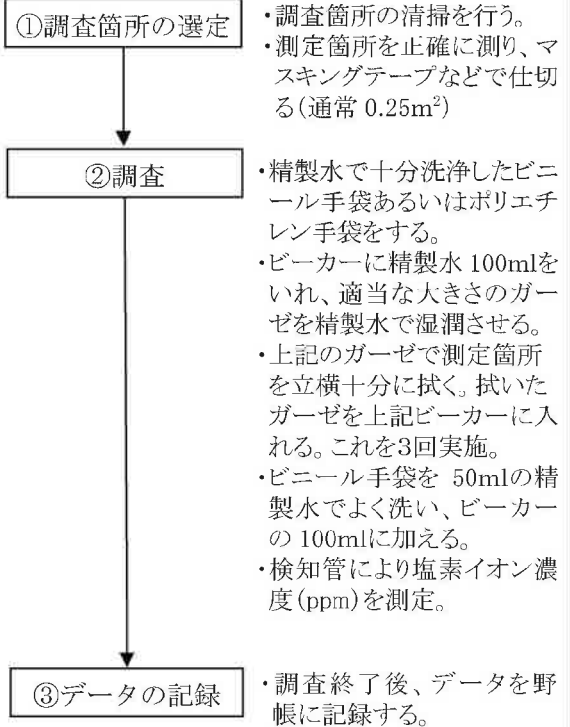 ①調査箇所の選定
・調査箇所の清掃を行う。
・測定箇所を正確に測り、マ
スキングテープなどで仕切
る(通常 0.25m²)
②調査
・精製水で十分洗浄したビニ
ール手袋あるいはポリエチ
レン手袋をする。
・ビーカーに精製水 100mlを
いれ、適当な大きさのガー
ゼを精製水で湿潤させる。
・上記のガーゼで測定箇所
を立横十分に拭く。拭いた
ガーゼを上記ビーカーに入
れる。これを3回実施。
・ビニール手袋を 50mlの精
製水でよく洗い、ビーカー
の 100mlに加える。
・検知管により塩素イオン濃
度(ppm)を測定。
③データの記録
・調査終了後、データを野
帳に記録する。